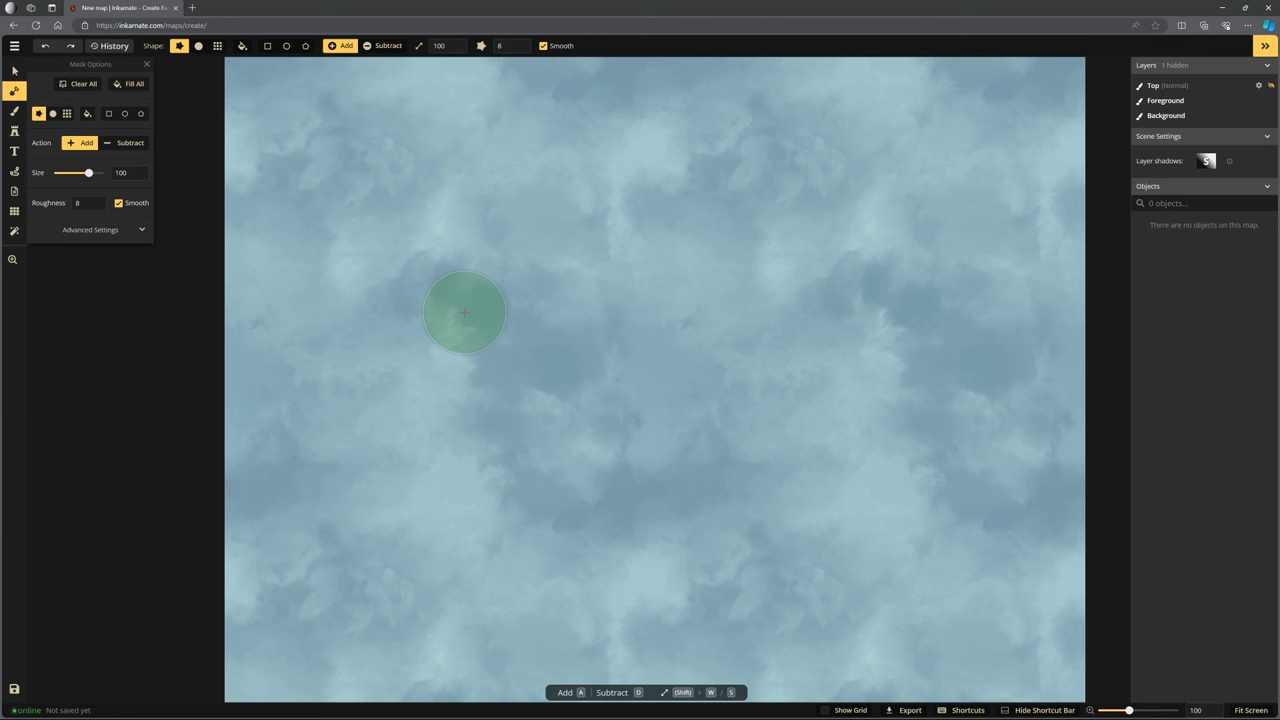 New map | Inkarnate - Create Fa
https://inkarnate.com/maps/create/
History
Shape:
Add
Subtract
100
8
Smooth
Mask Options
Clear All
Fill All
Action
Add
Subtract
Size
100
Roughness
8
Smooth
Advanced Settings
Layers 1 hidden
Top (Normal)
Foreground
Background
Scene Settings
Layer shadows:
S
Objects
0 objects...
There are no objects on this map.
Add A Subtract D (Shift) + W / S
online Not saved yet
Show Grid
Export
Shortcuts
Hide Shortcut Bar
100
Fit Screen